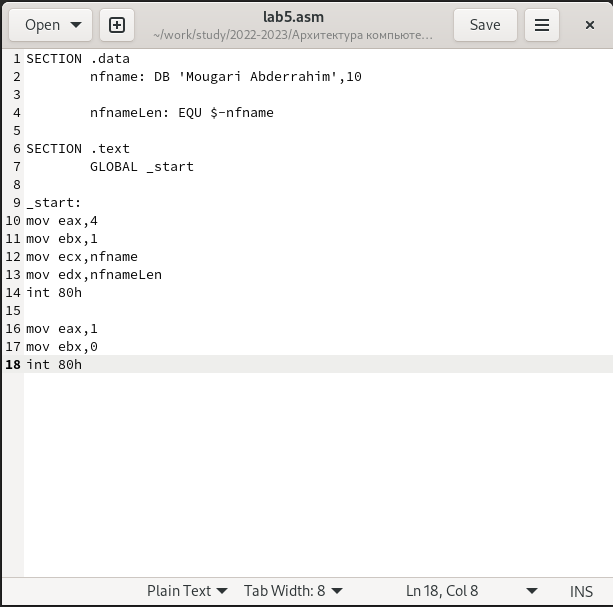 Open
lab5.asm
~/work/study/2022-2023/Архитектура компьюте...
Save
1 SECTION .data
2 nfname: DB 'Mougari Abderrahim',10
3
4 nfnameLen: EQU $-nfname
5
6 SECTION .text
7 GLOBAL _start
8
9 _start:
10 mov eax,4
11 mov ebx,1
12 mov ecx,nfname
13 mov edx,nfnameLen
14 int 80h
15
16 mov eax,1
17 mov ebx,0
18 int 80h
Plain Text Tab Width: 8 Ln 18, Col 8 INS